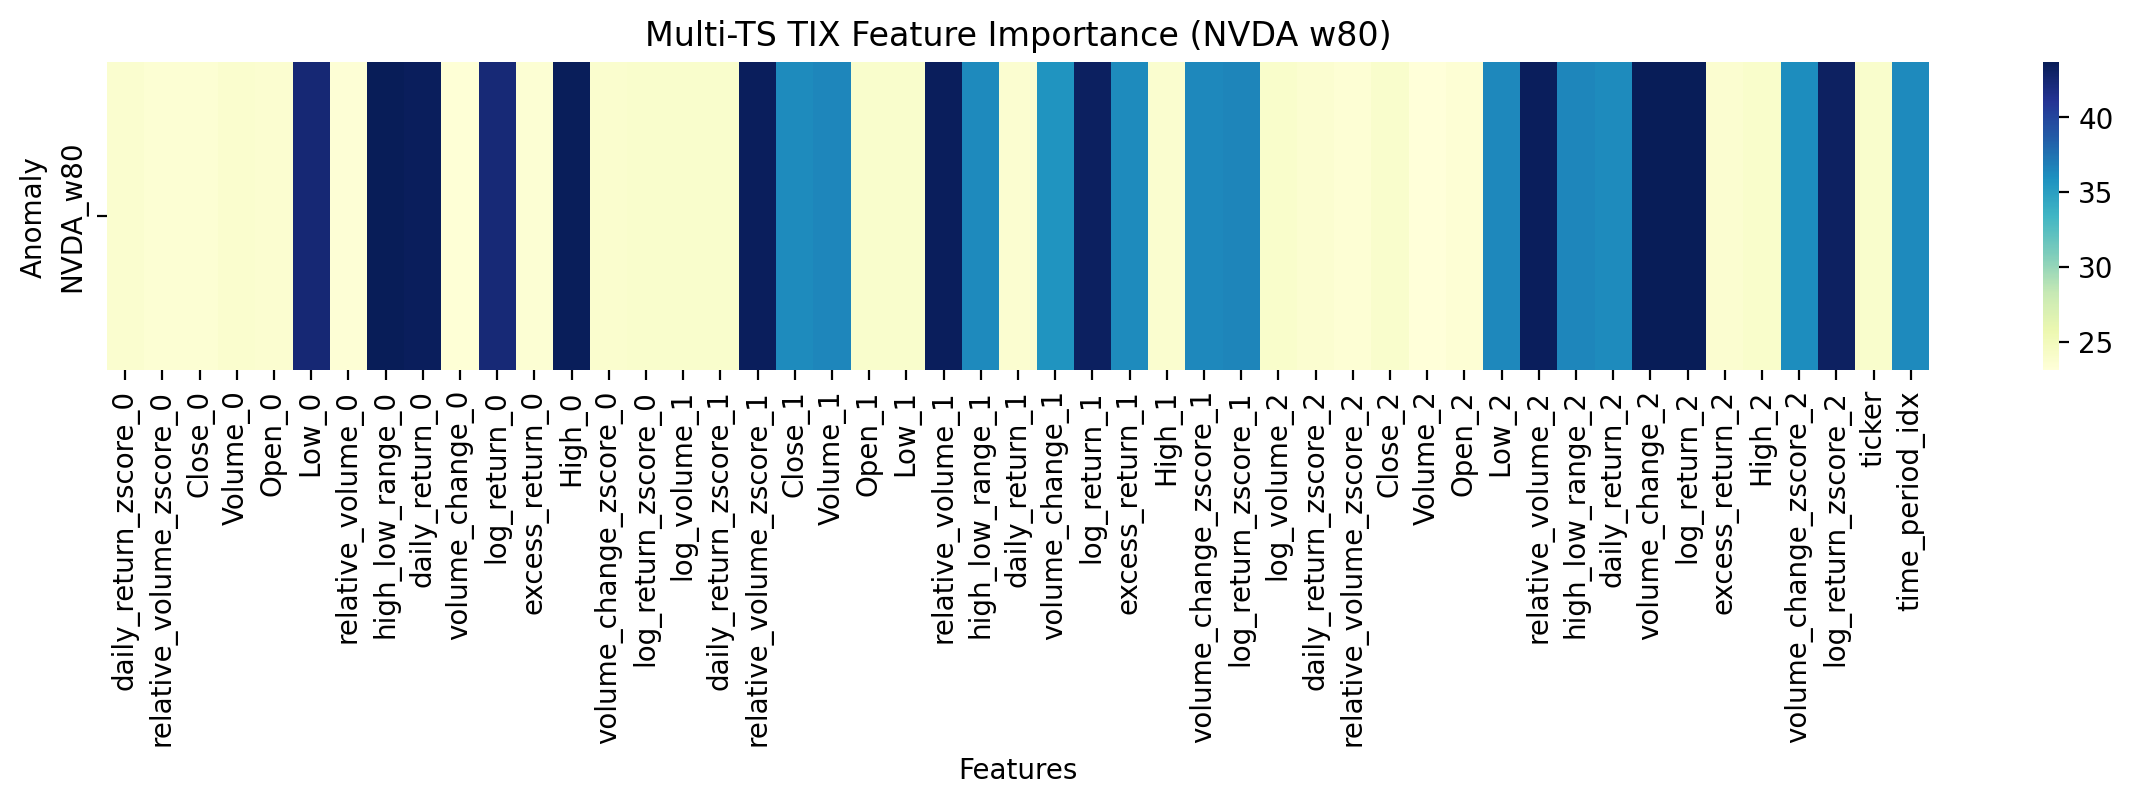 Multi-TS TIX Feature Importance (NVDA w80)
Anomaly
NVDA_w80
40
35
30
25
daily_return_zscore_0
relative_volume_zscore_0
Close_0
Volume_0
Open_0
Low_0
relative_volume_0
high_low_range_0
daily_return_0
volume_change_0
log_return_0
excess_return_0
High_0
volume_change_zscore_0
log_return_zscore_0
log_volume_1
daily_return_zscore_1
relative_volume_zscore_1
Close_1
Volume_1
Open_1
Low_1
relative_volume_1
high_low_range_1
daily_return_1
volume_change_1
log_return_1
excess_return_1
High_1
volume_change_zscore_1
log_return_zscore_1
log_volume_2
daily_return_zscore_2
relative_volume_zscore_2
Close_2
Volume_2
Open_2
Low_2
relative_volume_2
high_low_range_2
daily_return_2
volume_change_2
log_return_2
excess_return_2
High_2
volume_change_zscore_2
log_return_zscore_2
ticker
time_period_idx
Features